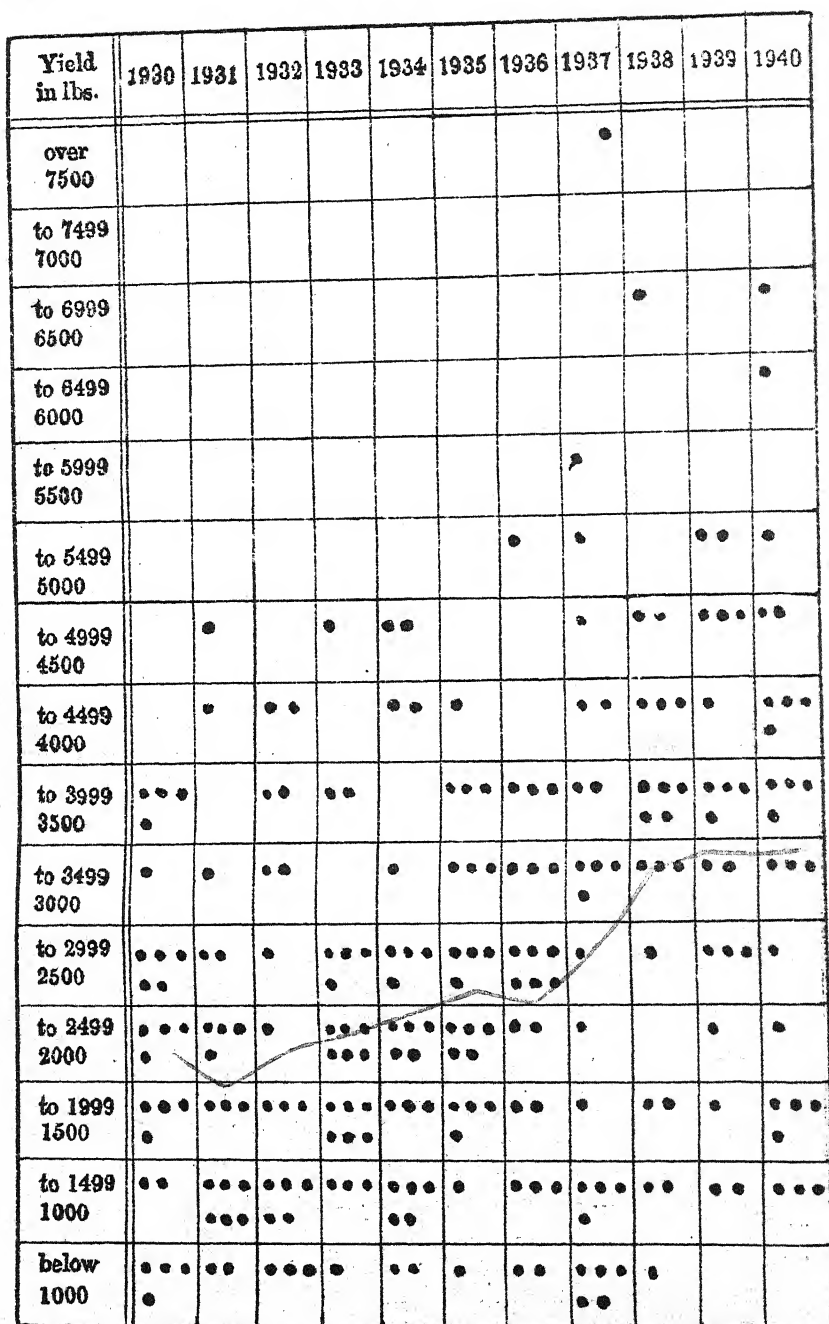 Yield in lbs. 1930 1931 1932 1933 1934 1935 1936 1937 1938 1939 1940
over
7500
to 7499
7000
to 6999
6500
to 6499
6000
to 5999
5500
to 5499
5000
to 4999
4500
to 4499
4000
to 3999
3500
to 3499
3000
to 2999
2500
to 2499
2000
to 1999
1500
to 1499
1000
below
1000